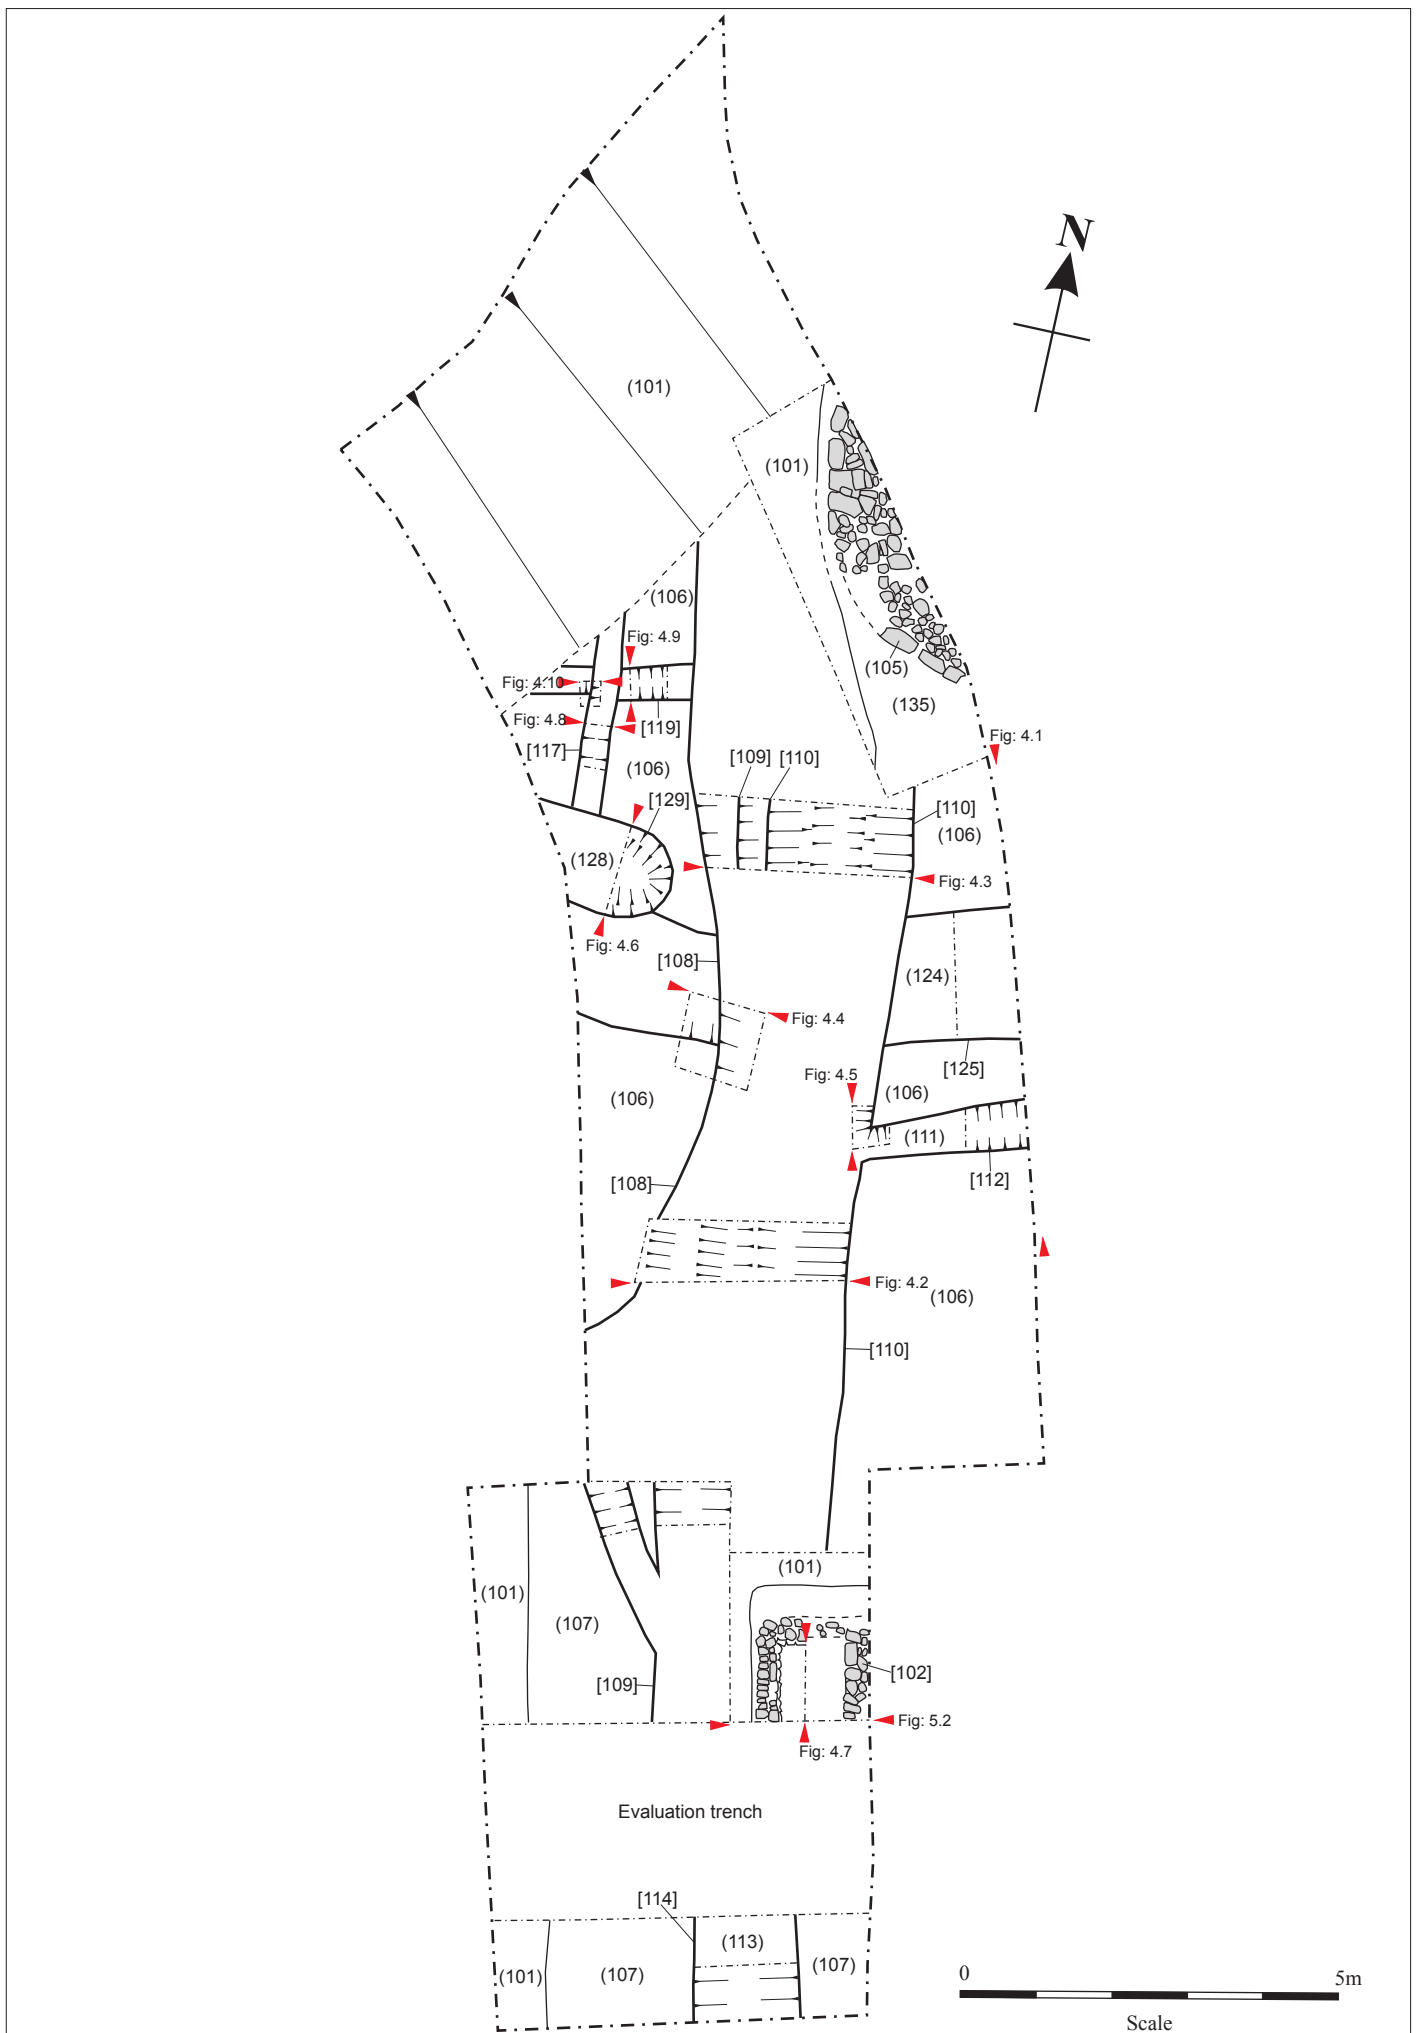 N
(101)
(101)
(106)
Fig: 4.9
(105)
Fig: 4.10
(135)
Fig: 4.8
[119]
Fig: 4.1
[117]
[109] [110]
(106)
[129]
[110]
(106)
(128)
Fig: 4.3
Fig: 4.6
[108]
(124)
Fig: 4.4
[125]
Fig: 4.5
(106)
(106)
(111)
[112]
[108]
Fig: 4.2
(106)
[110]
(101)
(101)
(107)
[102]
[109]
Fig: 5.2
Fig: 4.7
Evaluation trench
[114]
(113)
(107)
(101)
(107)
0 5m
Scale